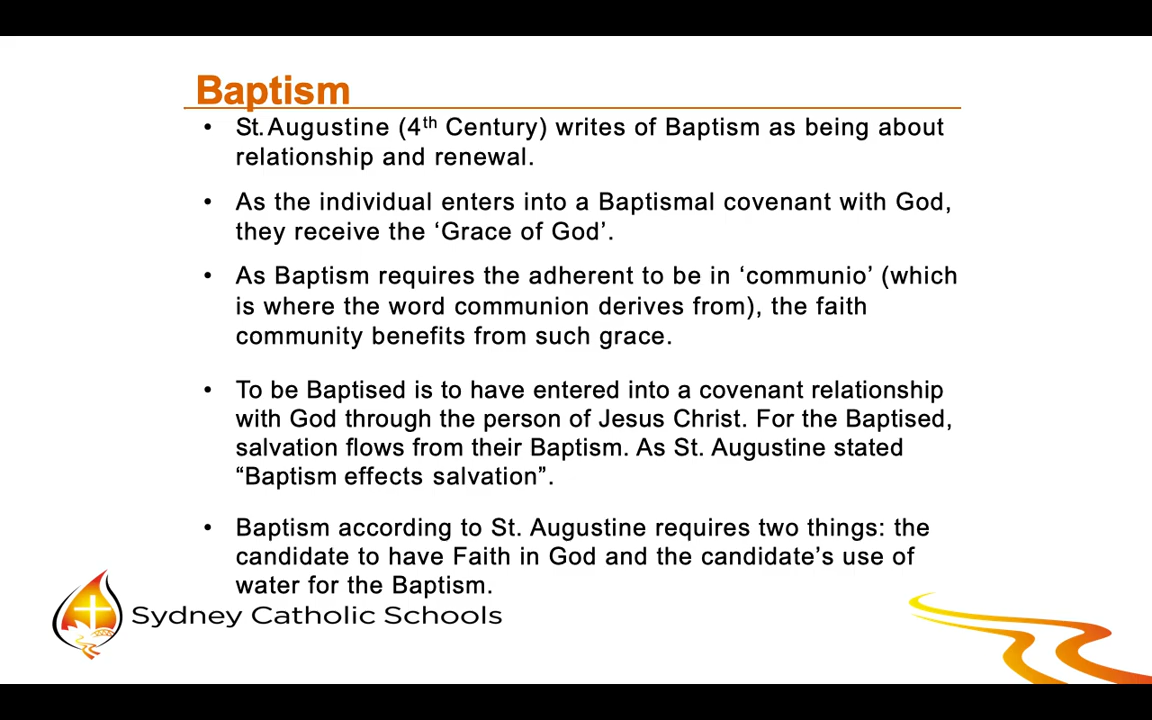 Baptism
• St. Augustine (4th Century) writes of Baptism as being about
relationship and renewal.
• As the individual enters into a Baptismal covenant with God,
they receive the ‘Grace of God’.
• As Baptism requires the adherent to be in ‘communio’ (which
is where the word communion derives from), the faith
community benefits from such grace.
• To be Baptised is to have entered into a covenant relationship
with God through the person of Jesus Christ. For the Baptised,
salvation flows from their Baptism. As St. Augustine stated
“Baptism effects salvation”.
• Baptism according to St. Augustine requires two things: the
candidate to have Faith in God and the candidate’s use of
water for the Baptism.
Sydney Catholic Schools